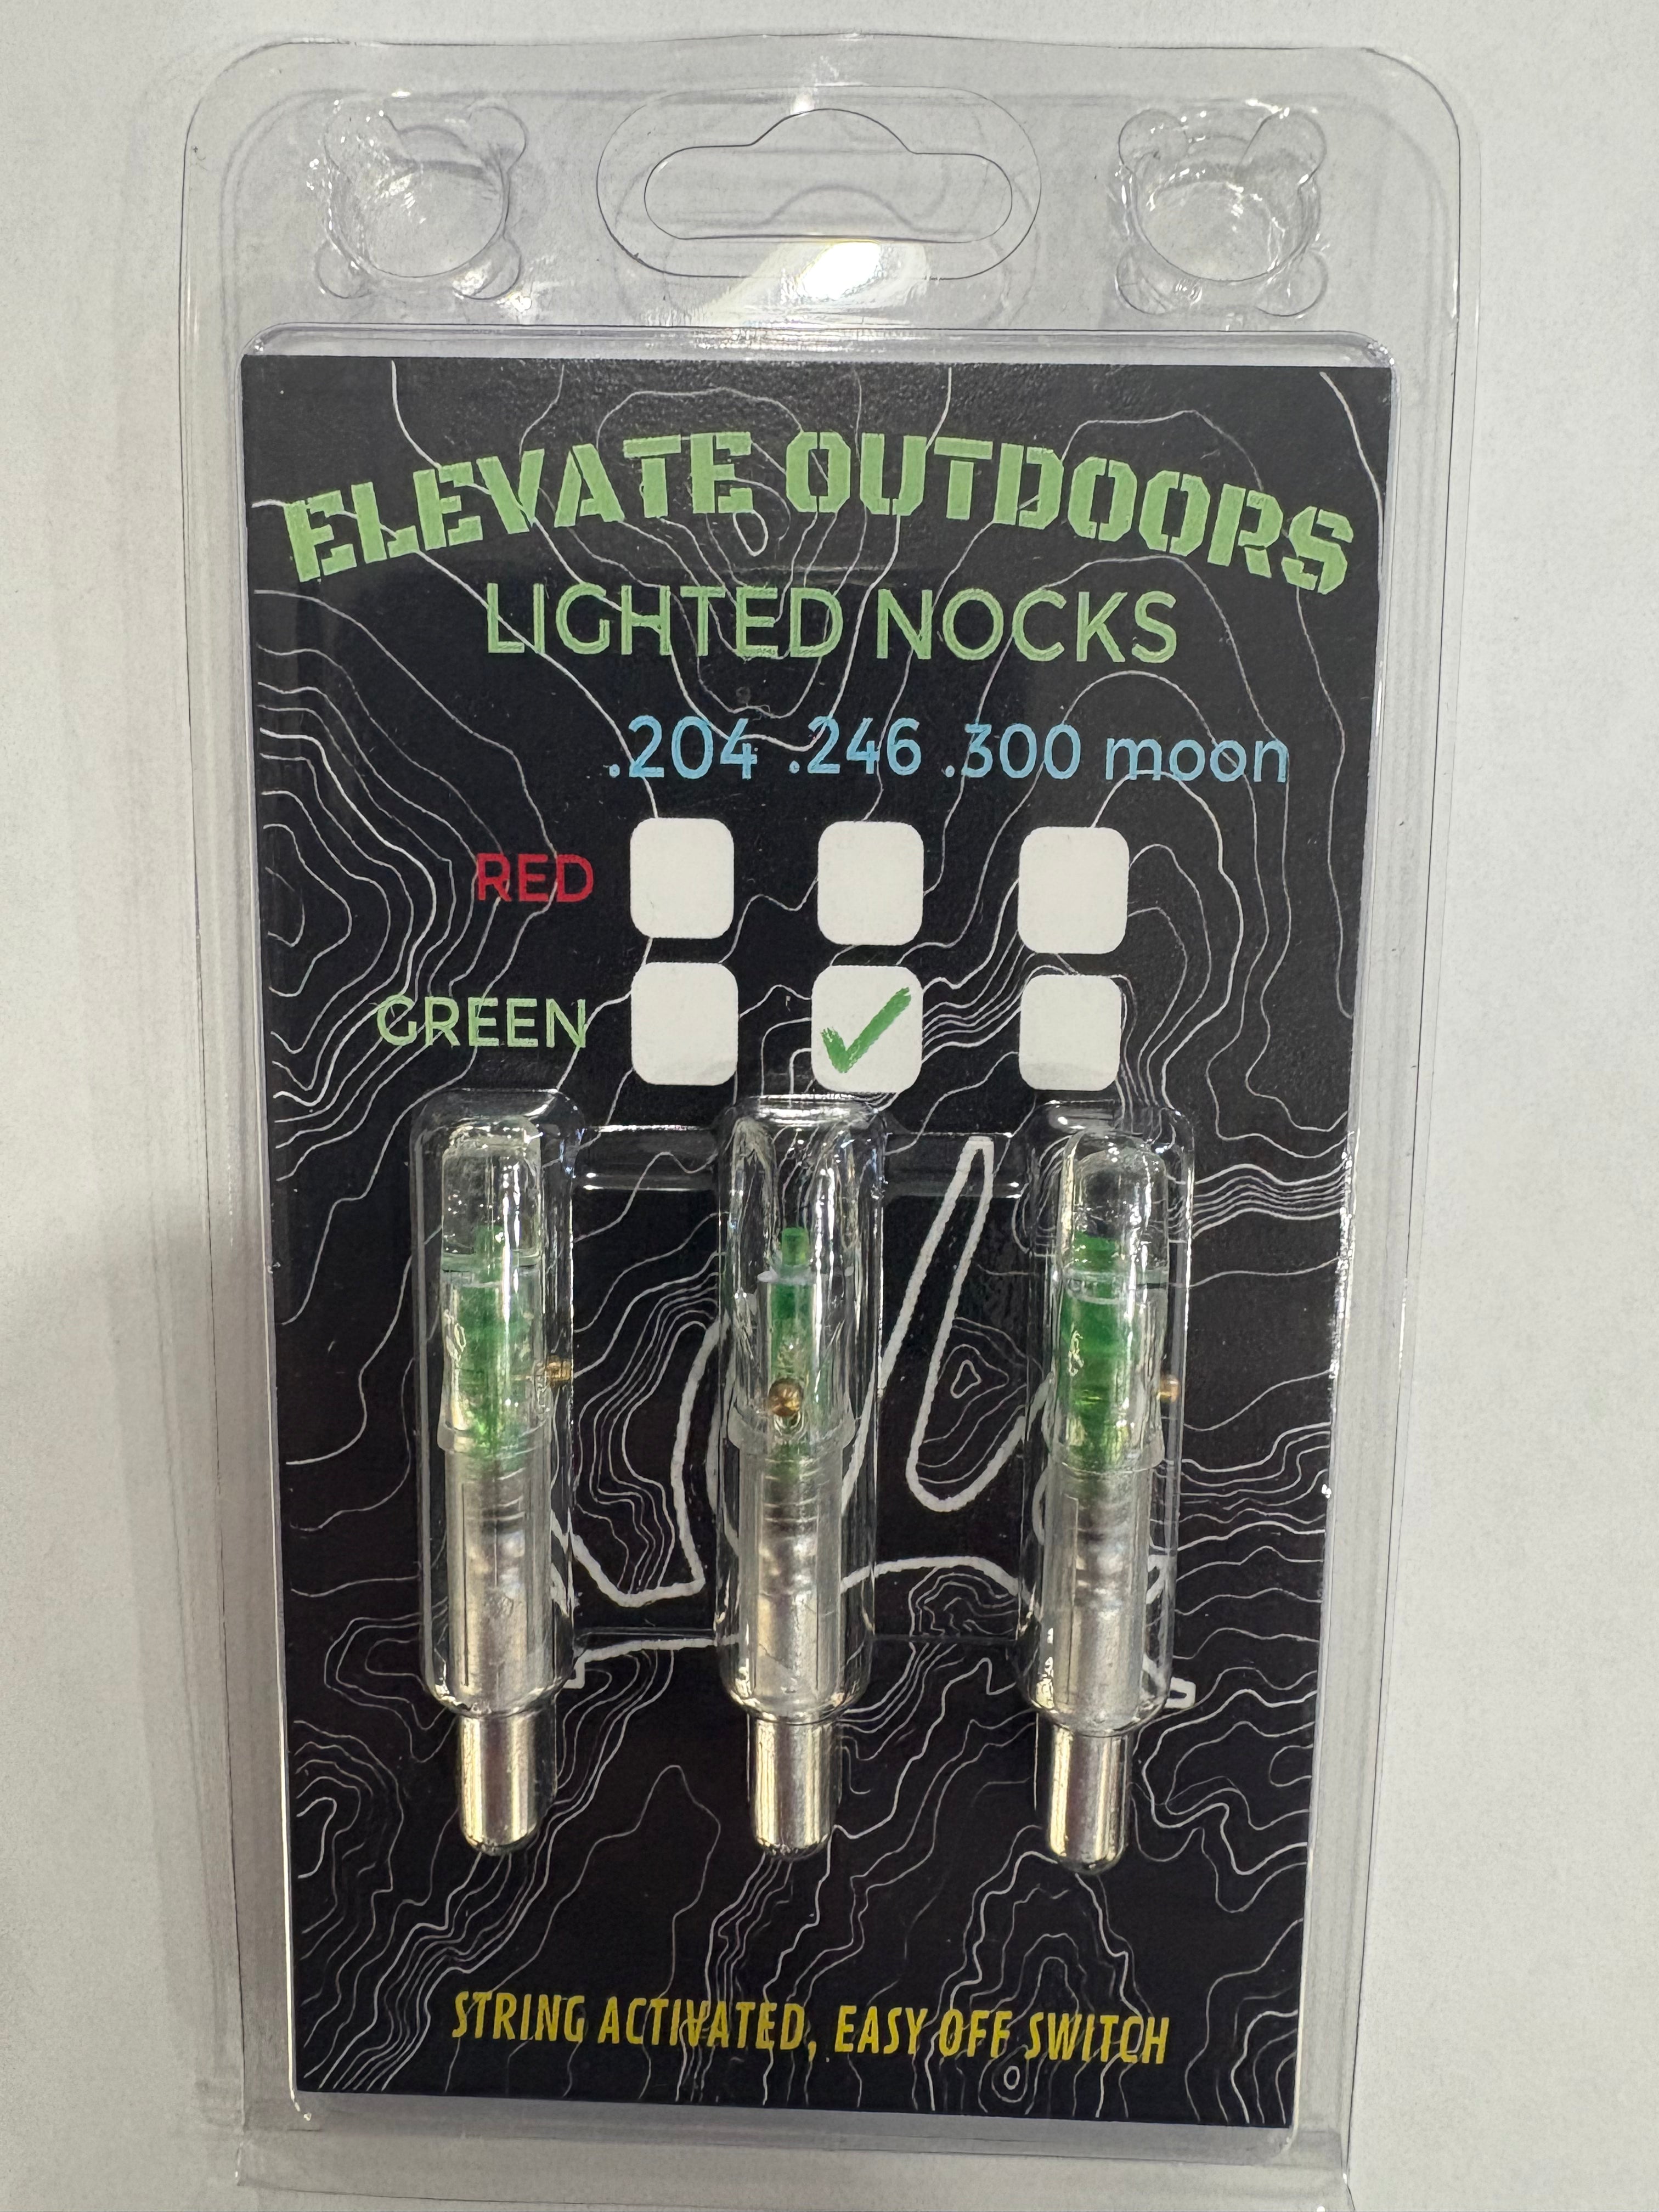 ELEVATE OUTDOORS
LIGHTED NOCKS
.204 .246 .300 moon
RED
GREEN
STRING ACTIVATED, EASY OFF SWITCH